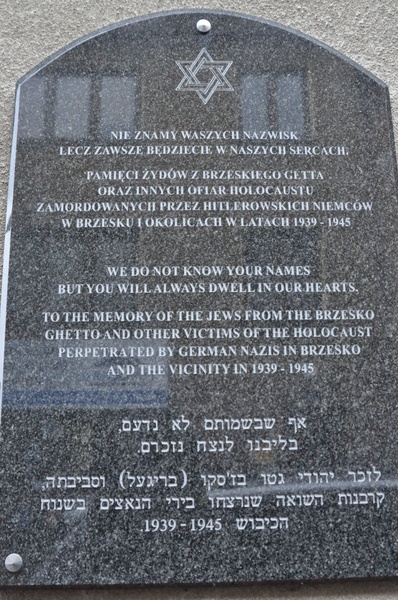 NIE ZNAMY WASZYCH NAZWISK
LECZ ZAWSZE BĘDZIECIE W NASZYCH SERCACH.
PAMIĘCI ŻYDÓW Z BRZESKIEGO GETTA
ORAZ INNYCH OFIAR HOLOCAUSTU
ZAMORDOWANYCH PRZEZ HITLEROWSKICH NIEMCÓW
W BRZESKU I OKOLICACH W LATACH 1939 - 1945
WE DO NOT KNOW YOUR NAMES
BUT YOU WILL ALWAYS DWELL IN OUR HEARTS.
TO THE MEMORY OF THE JEWS FROM THE BRZESKO
GHETTO AND OTHER VICTIMS OF THE HOLOCAUST
PERPETRATED BY GERMAN NAZIS IN BRZESKO
AND THE VICINITY IN 1939 - 1945
אף שבשמותם לא נדעם,
בליבנו לנצח נזכרם.
לזכר יהודי גטו בז'סקו (בריגעל) וסביבתה,
קרבנות השואה שנרצחו בידי הנאצים בשנות
הכיבוש 1939-1945.